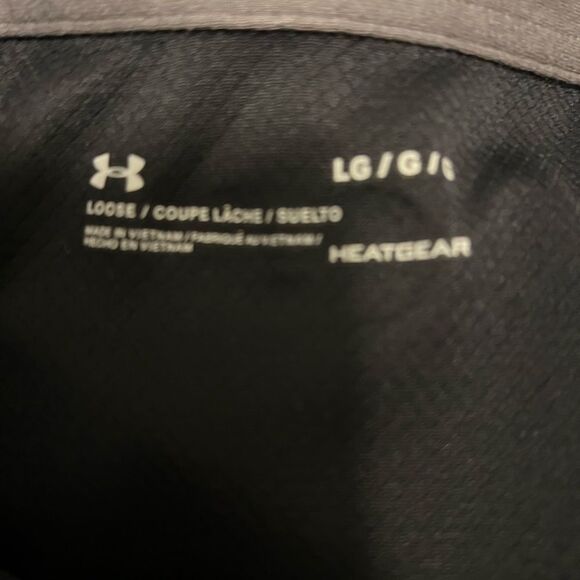 LG/G/G
LOOSE / COUPE LÂCHE / SUELTO
MADE IN VIETNAM / FABRIQUÉ AU VIETNAM /
HECHO EN VIETNAM
HEATGEAR